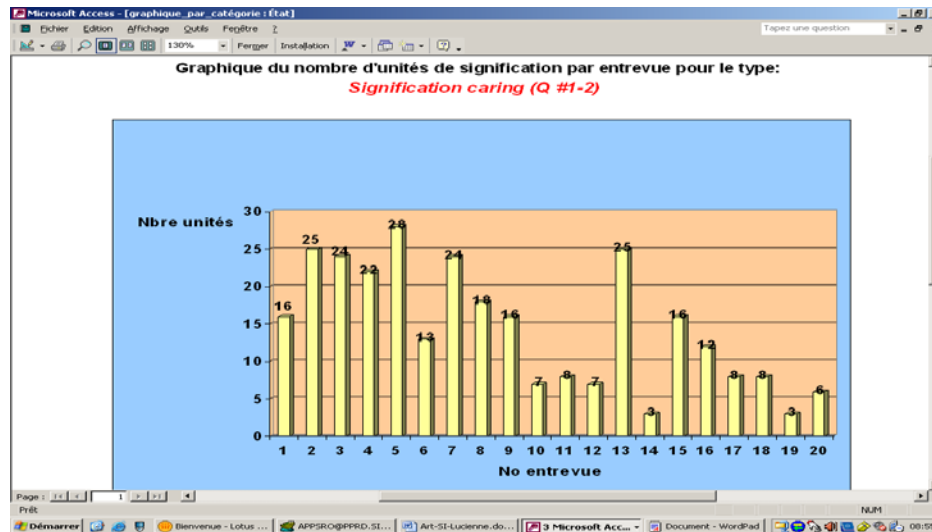 Microsoft Access - [graphique_par_catégorie : État]
Fichier Edition Affichage Outils Fenêtre ? Tapez une question
130% Fermer Installation
Graphique du nombre d'unités de signification par entrevue pour le type:
Signification caring (Q #1-2)
Nbre unités
30
25
20
15
10
5
0
16 25 24 22 28 13 24 18 16 7 8 7 25 3 16 12 8 8 3 6
1 2 3 4 5 6 7 8 9 10 11 12 13 14 15 16 17 18 19 20
No entrevue
Page : 1
Prêt NUM
Démarrer Bienvenue - Lotus ... APPSRO@PPRD.SI... Art-SI-Lucienne.do... 3 Microsoft Acc... Document - WordPad